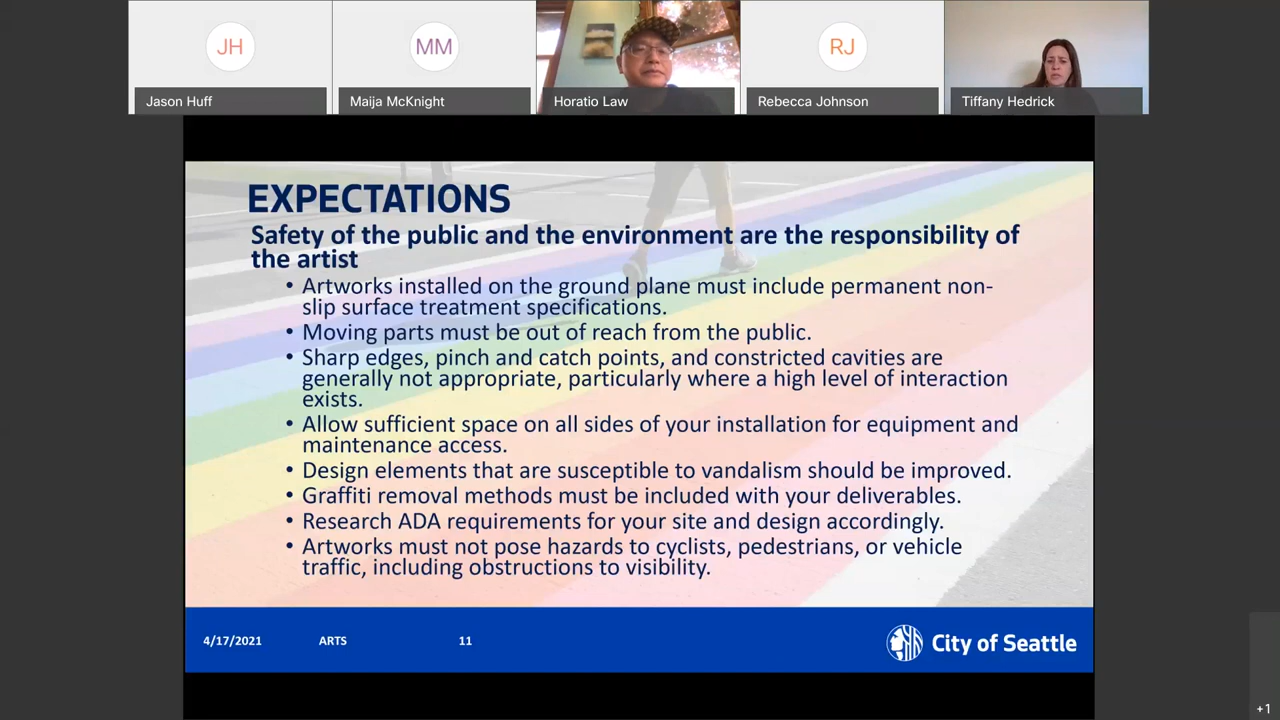 JH
MM
RJ
Jason Huff
Maija McKnight
Horatio Law
Rebecca Johnson
Tiffany Hedrick
EXPECTATIONS
Safety of the public and the environment are the responsibility of
the artist
• Artworks installed on the ground plane must include permanent non-
slip surface treatment specifications.
• Moving parts must be out of reach from the public.
• Sharp edges, pinch and catch points, and constricted cavities are
generally not appropriate, particularly where a high level of interaction
exists.
• Allow sufficient space on all sides of your installation for equipment and
maintenance access.
• Design elements that are susceptible to vandalism should be improved.
• Graffiti removal methods must be included with your deliverables.
• Research ADA requirements for your site and design accordingly.
• Artworks must not pose hazards to cyclists, pedestrians, or vehicle
traffic, including obstructions to visibility.
4/17/2021 ARTS 11 City of Seattle
+1